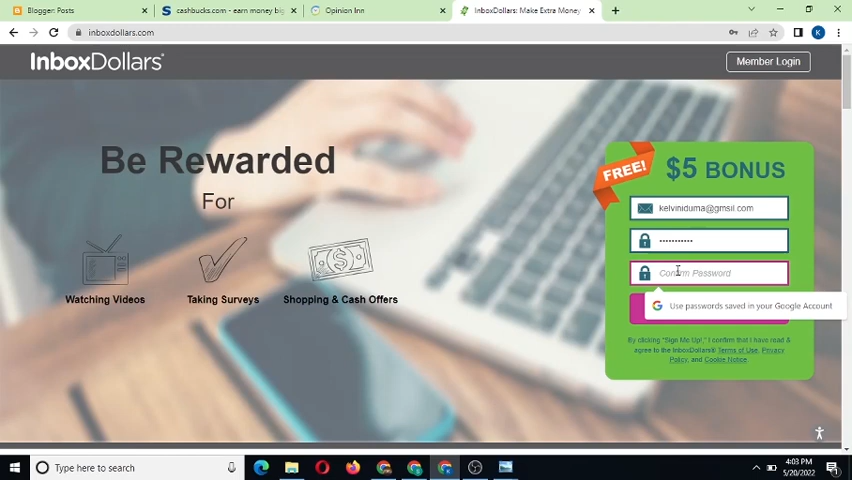 Blogger: Posts
cashbucks.com - earn money big
Opinion Inn
InboxDollars: Make Extra Money
inboxdollars.com
K
InboxDollars®
Member Login
Be Rewarded
For
Watching Videos
Taking Surveys
Shopping & Cash Offers
FREE!
$5 BONUS
kelviniduma@gmsil.com
•••••••••••
Confirm Password
Use passwords saved in your Google Account
By clicking "Sign Me Up!," I confirm that I have read &
agree to the InboxDollars® Terms of Use, Privacy
Policy, and Cookie Notice.
Type here to search
4:03 PM
5/20/2022